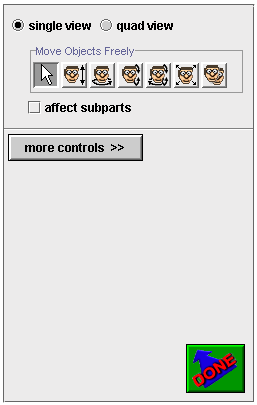 single view quad view
Move Objects Freely
affect subparts
more controls >>
DONE